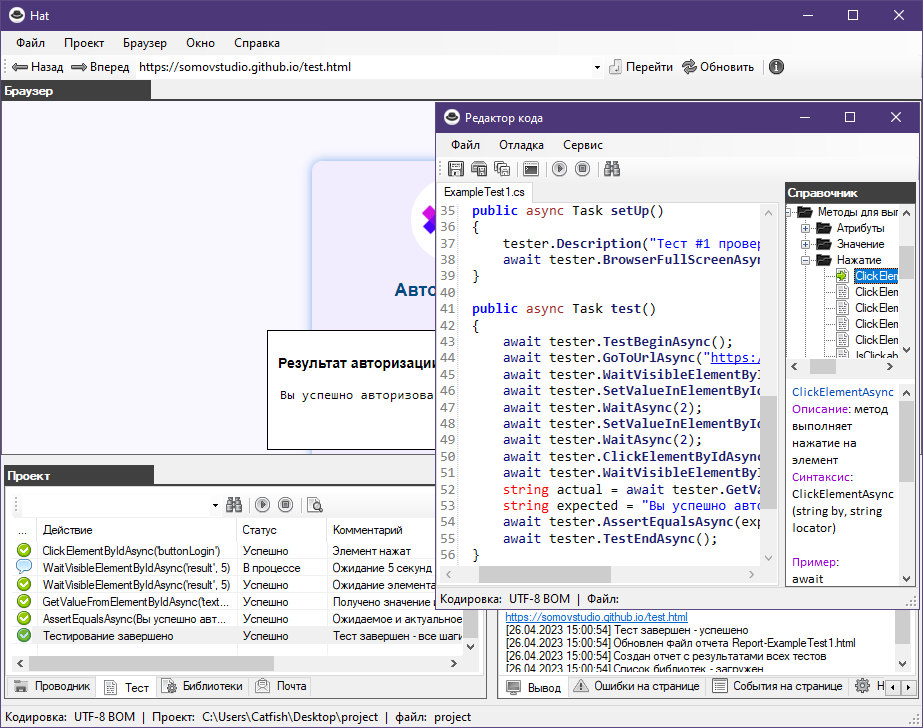 Hat
Файл Проект Браузер Окно Справка
Назад Вперед https://somovstudio.github.io/test.html Перейти Обновить
Браузер
Авто
Результат авторизации
Вы успешно авторизова
Редактор кода
Файл Отладка Сервис
ExampleTest1.cs
35 public async Task setUp()
36 {
37 tester.Description("Тест #1 провер
38 await tester.BrowserFullScreenAsyn
39 }
40
41 public async Task test()
42 {
43 await tester.TestBeginAsync();
44 await tester.GoToUrlAsync("https:/
45 await tester.WaitVisibleElementByI
46 await tester.SetValueInElementById
47 await tester.WaitAsync(2);
48 await tester.SetValueInElementById
49 await tester.WaitAsync(2);
50 await tester.ClickElementByIdAsync
51 await tester.WaitVisibleElementByI
52 string actual = await tester.GetVa
53 string expected = "Вы успешно авто
54 await tester.AssertEqualsAsync(exp
55 await tester.TestEndAsync();
56 }
Справочник
Методы для вып
Атрибуты
Значение
Нажатие
ClickElen
ClickElen
ClickElen
ClickElen
ClickElen
IsClickab
ClickElementAsync
Описание: метод
выполняет
нажатие на
элемент
Синтаксис:
ClickElementAsync
(string by, string
locator)
Пример:
await
Кодировка: UTF-8 BOM | Файл:
Проект
... Действие Статус Комментарий
ClickElementByIdAsync('buttonLogin') Успешно Элемент нажат
WaitVisibleElementByIdAsync('result', 5) В процессе Ожидание 5 секунд
WaitVisibleElementByIdAsync('result', 5) Успешно Ожидание элемента
GetValueFromElementByIdAsync('text... Успешно Получено значение
AssertEqualsAsync(Вы успешно авт... Успешно Ожидаемое и актуальное
Тестирование завершено Успешно Тест завершен - все шаги
Проводник Тест Библиотеки Почта
https://somovstudio.github.io/test.html
[26.04.2023 15:00:54] Тест завершен - успешено
[26.04.2023 15:00:54] Обновлен файл отчета Report-ExampleTest1.html
[26.04.2023 15:00:54] Создан отчет с результатами всех тестов
[26.04.2023 15:00:54] Список библиотек - загружен
Вывод Ошибки на странице События на странице Н
Кодировка: UTF-8 BOM | Проект: C:\Users\Catfish\Desktop\project | файл: project